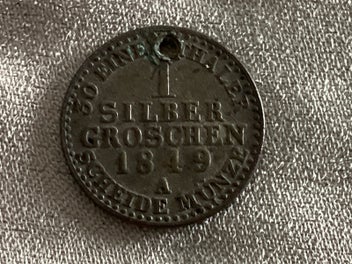 30 EINEN THALER
1
SILBER
GROSCHEN
1849
A
SCHEIDE MÜNZE